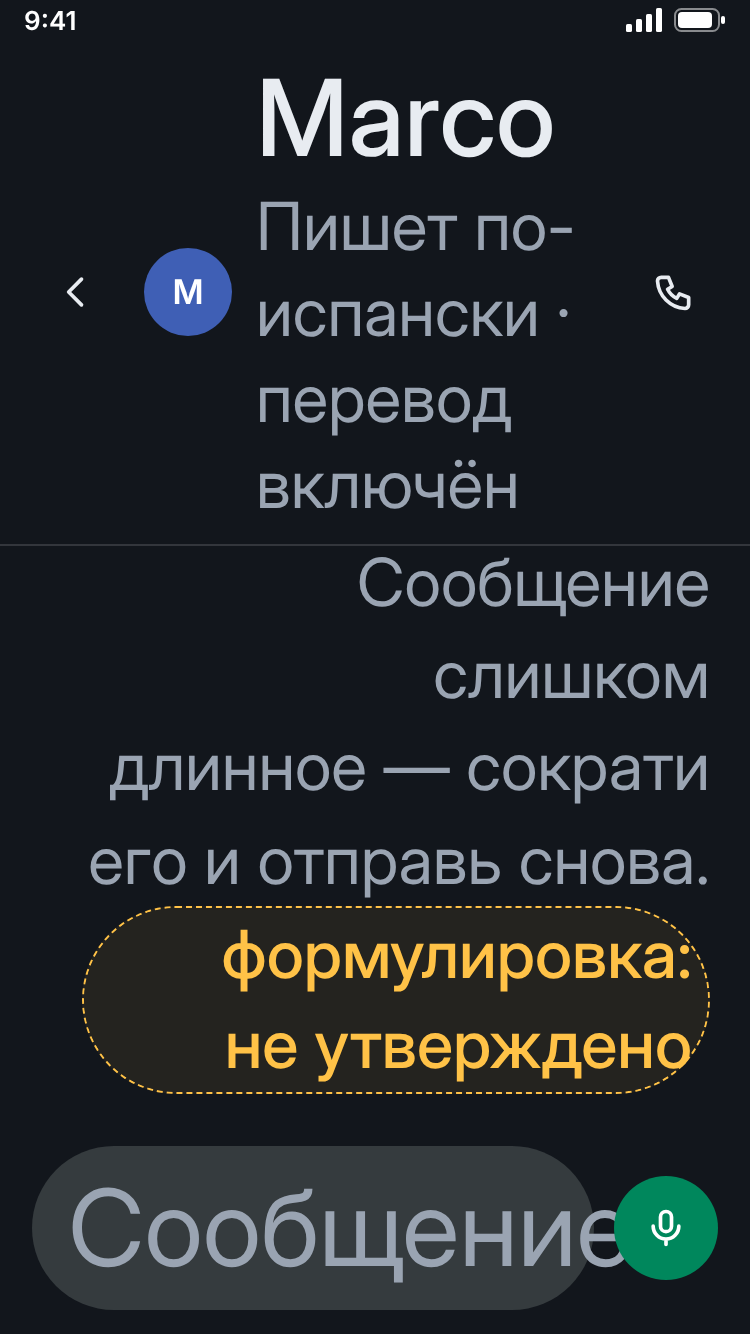 9:41
Marco
Пишет по-
испански ·
перевод
включён
M
Сообщение
слишком
длинное — сократи
его и отправь снова.
формулировка:
не утверждено
Сообщение